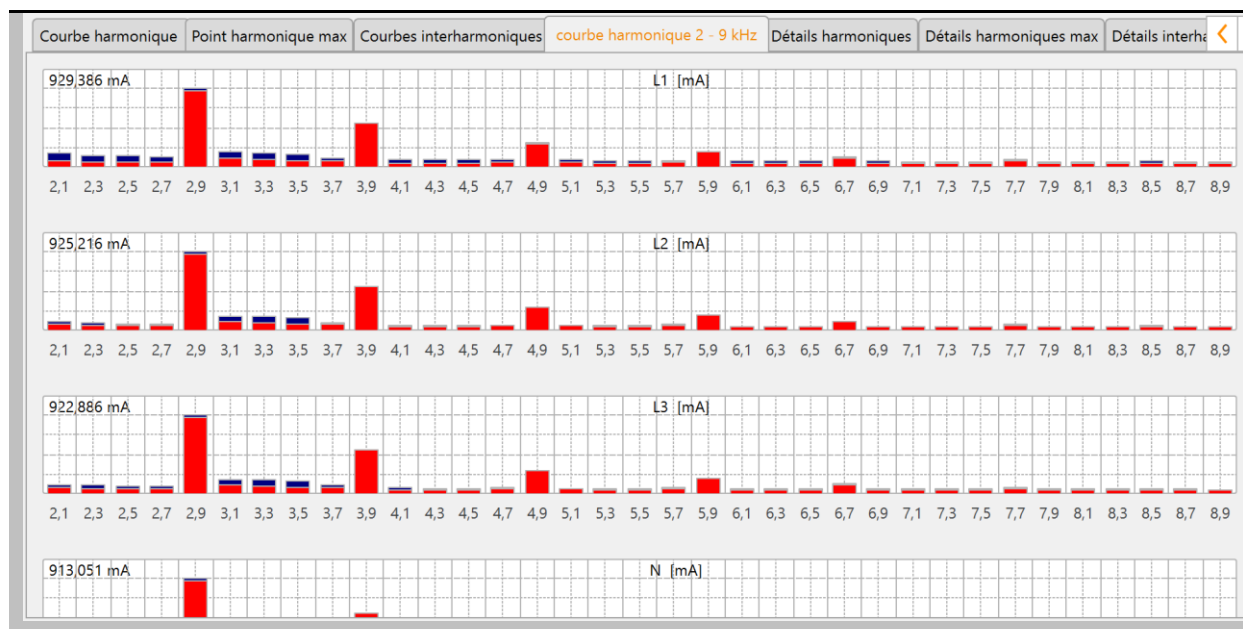 Courbe harmonique Point harmonique max Courbes interharmoniques courbe harmonique 2 - 9 kHz Détails harmoniques Détails harmoniques max Détails interha
929,386 mA L1 [mA]
2,1 2,3 2,5 2,7 2,9 3,1 3,3 3,5 3,7 3,9 4,1 4,3 4,5 4,7 4,9 5,1 5,3 5,5 5,7 5,9 6,1 6,3 6,5 6,7 6,9 7,1 7,3 7,5 7,7 7,9 8,1 8,3 8,5 8,7 8,9
925,216 mA L2 [mA]
2,1 2,3 2,5 2,7 2,9 3,1 3,3 3,5 3,7 3,9 4,1 4,3 4,5 4,7 4,9 5,1 5,3 5,5 5,7 5,9 6,1 6,3 6,5 6,7 6,9 7,1 7,3 7,5 7,7 7,9 8,1 8,3 8,5 8,7 8,9
922,886 mA L3 [mA]
2,1 2,3 2,5 2,7 2,9 3,1 3,3 3,5 3,7 3,9 4,1 4,3 4,5 4,7 4,9 5,1 5,3 5,5 5,7 5,9 6,1 6,3 6,5 6,7 6,9 7,1 7,3 7,5 7,7 7,9 8,1 8,3 8,5 8,7 8,9
913,051 mA N [mA]